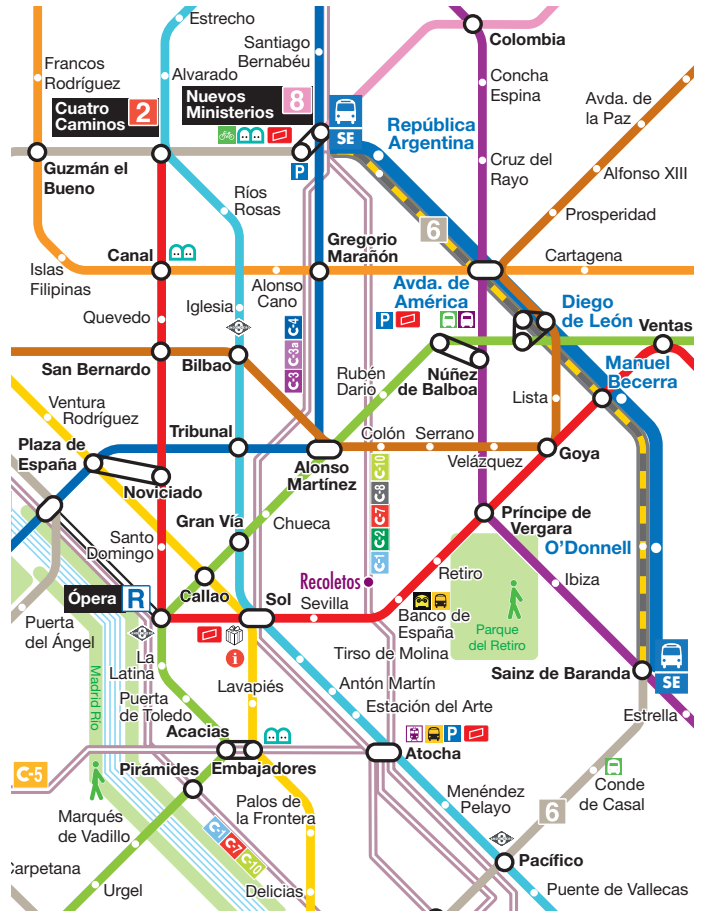 Estrecho
Santiago
Bernabéu
Colombia
Francos
Rodríguez
Alvarado
Concha
Espina
Cuatro
Caminos
2
Nuevos
Ministerios
8
SE
P
República
Argentina
Avda. de
la Paz
Guzmán el
Bueno
Cruz del
Rayo
Alfonso XIII
Ríos
Rosas
6
Prosperidad
Canal
Gregorio
Marañón
Cartagena
Islas
Filipinas
Alonso
Cano
Avda. de
América
Quevedo
Iglesia
C-4
C-3a
C-3
P
Diego
de León
Ventas
San Bernardo
Bilbao
Rubén
Darío
Núñez
de Balboa
Manuel
Becerra
Ventura
Rodríguez
Lista
Plaza de
España
Tribunal
Colón
Serrano
Velázquez
Goya
Noviciado
Alonso
Martínez
C-10
C-8
C-7
C-2
C-1
Santo
Domingo
Gran Vía
Chueca
Príncipe de
Vergara
O'Donnell
Ópera
R
Callao
Recoletos
Retiro
Ibiza
Sol
Sevilla
Banco de
España
Parque
del Retiro
Puerta
del Ángel
i
Tirso de Molina
La
Latina
Madrid Río
Lavapiés
Antón Martín
Sainz de Baranda
SE
Puerta
de Toledo
Estación del Arte
Estrella
Acacias
P
C-5
Pirámides
Embajadores
Atocha
Conde
de Casal
Marqués
de Vadillo
Palos de
la Frontera
Menéndez
Pelayo
6
C-1
C-7
C-10
Pacífico
Carpetana
Urgel
Delicias
Puente de Vallecas